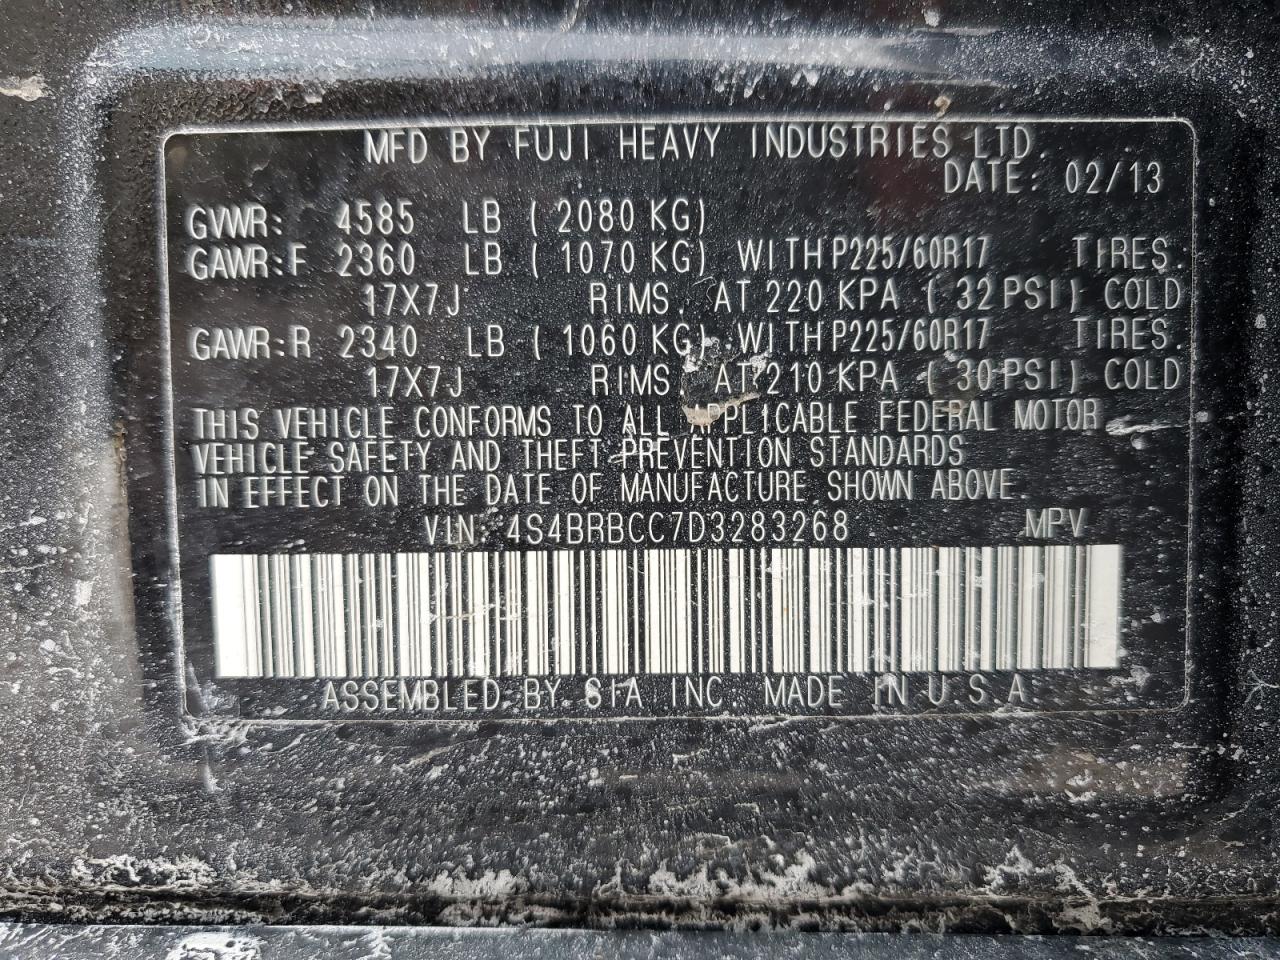 MFD BY FUJI HEAVY INDUSTRIES LTD.
DATE: 02/13
GVWR: 4585 LB ( 2080 KG)
GAWR:F 2360 LB ( 1070 KG) WITH P225/60R17 TIRES.
17X7J RIMS. AT 220 KPA ( 32 PSI) COLD
GAWR:R 2340 LB ( 1060 KG) WITH P225/60R17 TIRES.
17X7J RIMS AT 210 KPA ( 30 PSI) COLD
THIS VEHICLE CONFORMS TO ALL APPLICABLE FEDERAL MOTOR
VEHICLE SAFETY AND THEFT PREVENTION STANDARDS
IN EFFECT ON THE DATE OF MANUFACTURE SHOWN ABOVE.
VIN: 4S4BRBCC7D3283268 MPV
ASSEMBLED BY SIA INC. MADE IN U.S.A